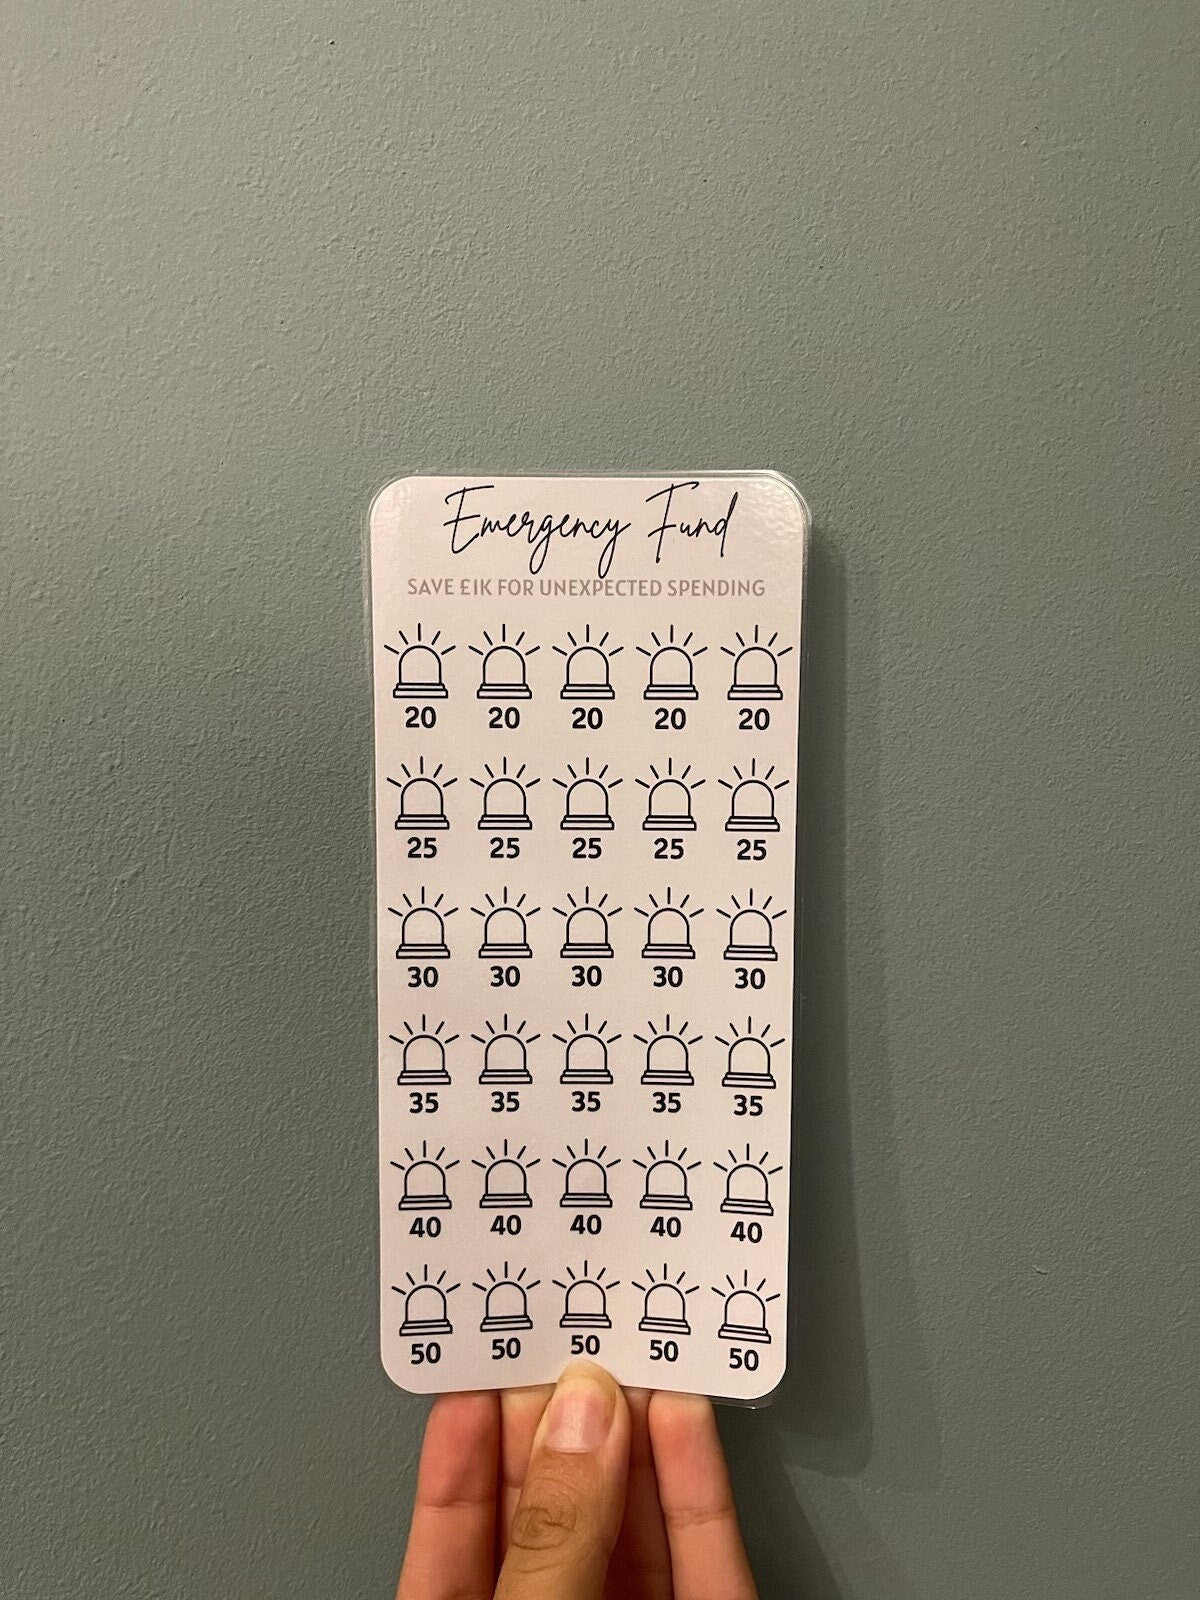 Emergency Fund
SAVE £1K FOR UNEXPECTED SPENDING
20 20 20 20 20
25 25 25 25 25
30 30 30 30 30
35 35 35 35 35
40 40 40 40 40
50 50 50 50 50